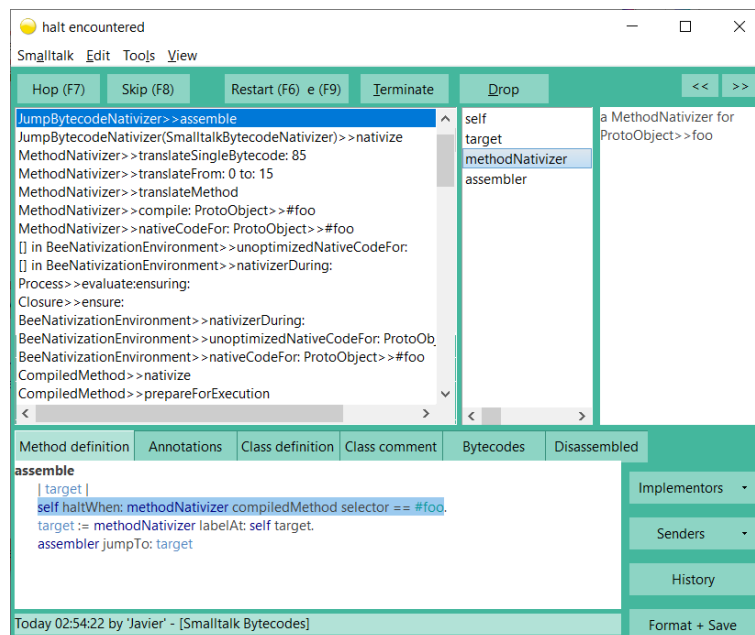 halt encountered
Smalltalk Edit Tools View
Hop (F7) Skip (F8) Restart (F6) e (F9) Terminate Drop << >>
JumpBytecodeNativizer>>assemble
JumpBytecodeNativizer(SmalltalkBytecodeNativizer)>>nativize
MethodNativizer>>translateSingleBytecode: 85
MethodNativizer>>translateFrom: 0 to: 15
MethodNativizer>>translateMethod
MethodNativizer>>compile: ProtoObject>>#foo
MethodNativizer>>nativeCodeFor: ProtoObject>>#foo
[] in BeeNativizationEnvironment>>unoptimizedNativeCodeFor:
[] in BeeNativizationEnvironment>>nativizerDuring:
Process>>evaluate:ensuring:
Closure>>ensure:
BeeNativizationEnvironment>>nativizerDuring:
BeeNativizationEnvironment>>unoptimizedNativeCodeFor: ProtoOb
BeeNativizationEnvironment>>nativeCodeFor: ProtoObject>>#foo
CompiledMethod>>nativize
CompiledMethod>>prepareForExecution
self
target
methodNativizer
assembler
a MethodNativizer for
ProtoObject>>foo
Method definition Annotations Class definition Class comment Bytecodes Disassembled
assemble
| target |
self haltWhen: methodNativizer compiledMethod selector == #foo.
target := methodNativizer labelAt: self target.
assembler jumpTo: target
Implementors
Senders
History
Format + Save
Today 02:54:22 by 'Javier' - [Smalltalk Bytecodes]